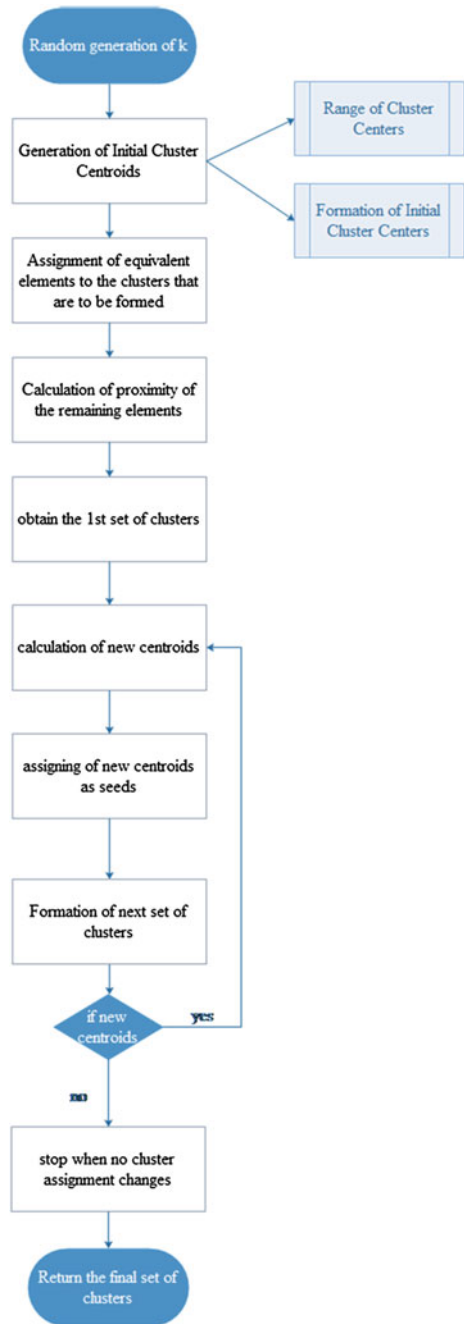 Random generation of k
Range of Cluster
Centers
Generation of Initial Cluster
Centroids
Formation of Initial
Cluster Centers
Assignment of equivalent
elements to the clusters that
are to be formed
Calculation of proximity of
the remaining elements
obtain the 1st set of clusters
calculation of new centroids
assigning of new centroids
as seeds
Formation of next set of
clusters
if new
centroids
yes
no
stop when no cluster
assignment changes
Return the final set of
clusters